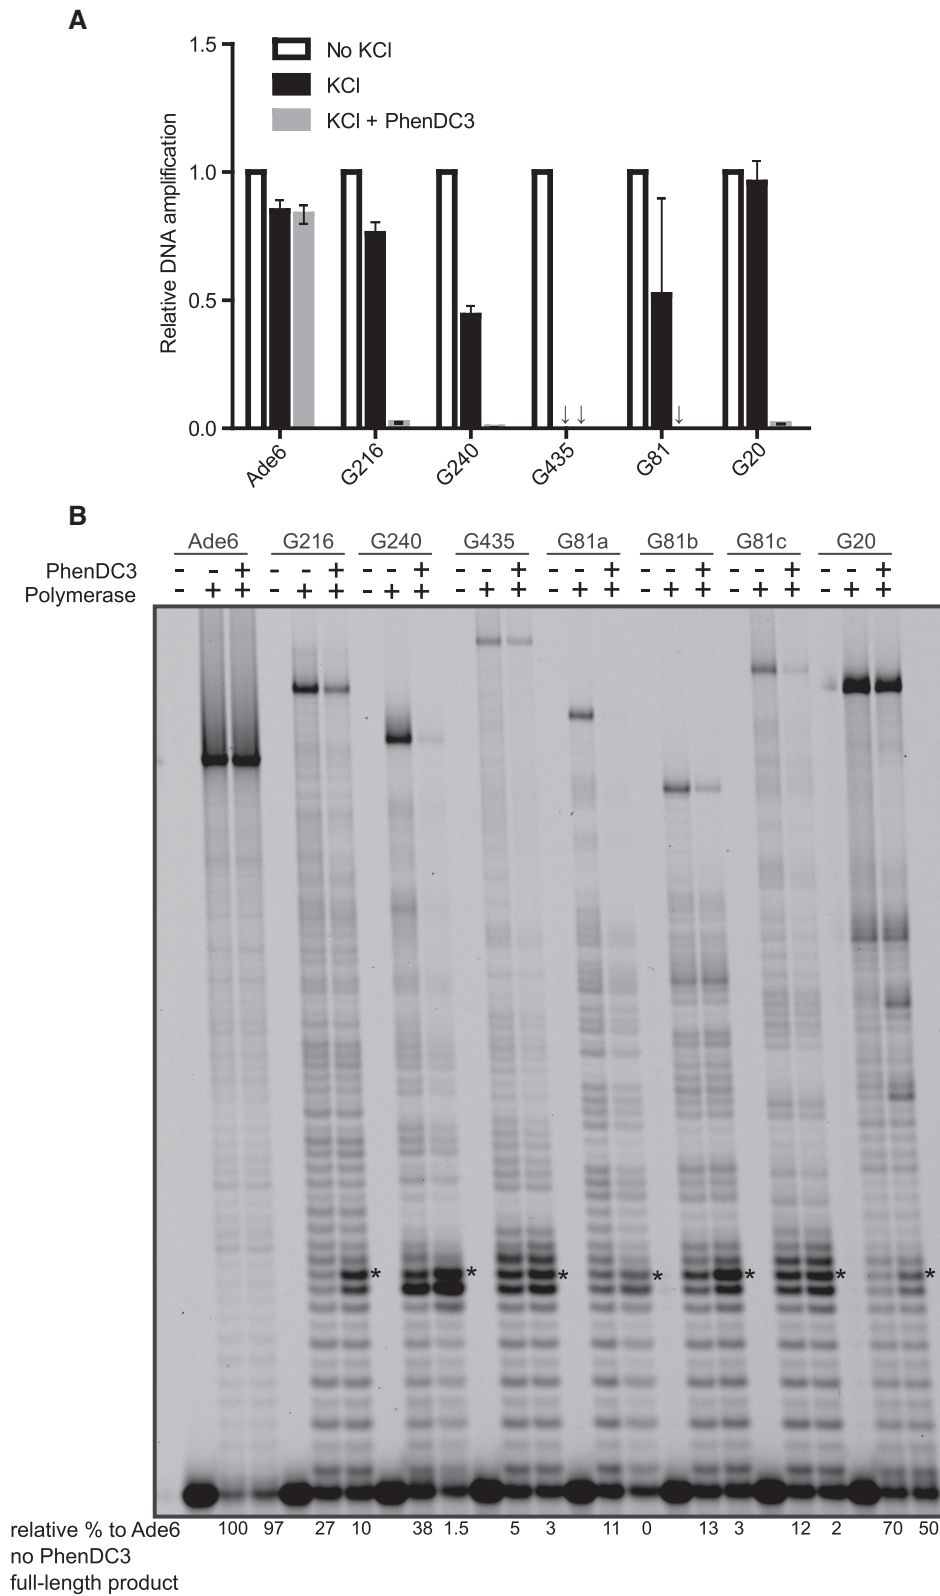 A
1.5
1.0
0.5
0.0
Relative DNA amplification
No KCl
KCl
KCl + PhenDC3
↓↓
↓
Ade6 G216 G240 G435 G81 G20
B
Ade6 G216 G240 G435 G81a G81b G81c G20
PhenDC3 - - + - - + - - + - - + - - + - - + - - + - - +
Polymerase - + + - + + - + + - + + - + + - + + - + + - + +
* * * * * * *
relative % to Ade6 100 97 27 10 38 1.5 5 3 11 0 13 3 12 2 70 50
no PhenDC3
full-length product